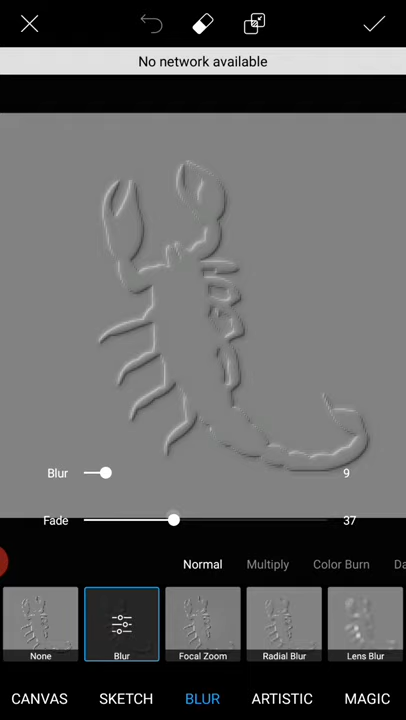 No network available
Blur 9
Fade 37
Normal Multiply Color Burn Da
None Blur Focal Zoom Radial Blur Lens Blur
CANVAS SKETCH BLUR ARTISTIC MAGIC